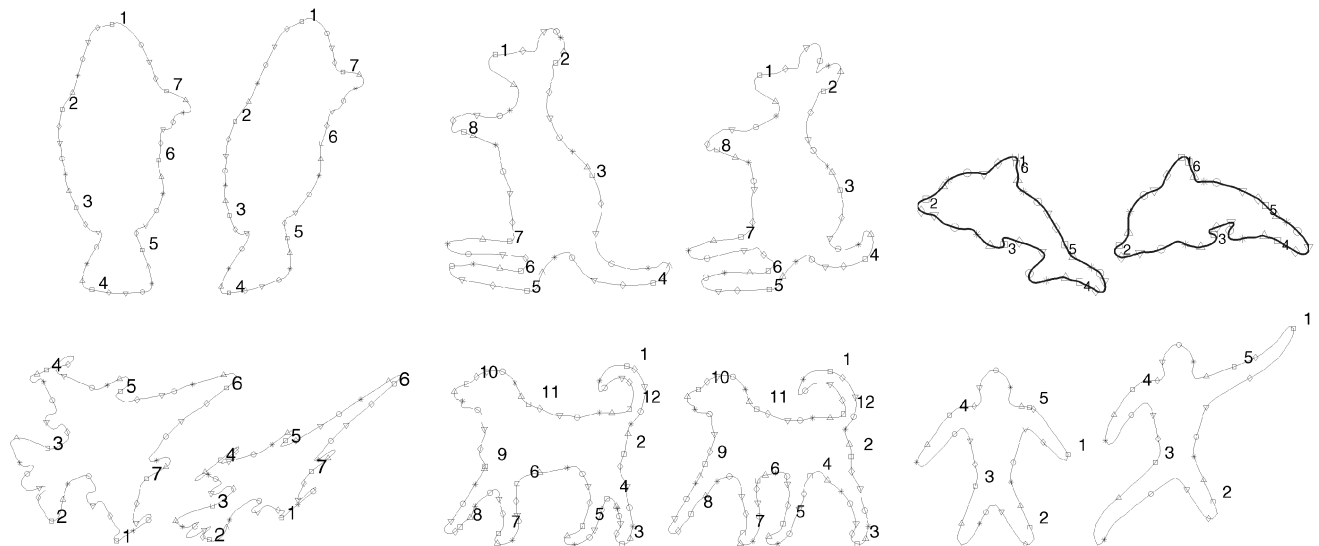 1 7 2 6 3 5 4
1 7 2 6 3 5 4
1 2 8 3 7 6 5 4
1 2 8 3 7 6 5 4
1 6 2 3 5 4
6 5 2 3 4
4 5 6 3 7 2 1
6 5 4 7 3 1 2
1 10 11 12 2 9 6 4 8 7 5 3
1 10 11 12 2 9 6 4 8 7 5 3
4 5 1 3 2
1 5 4 3 2